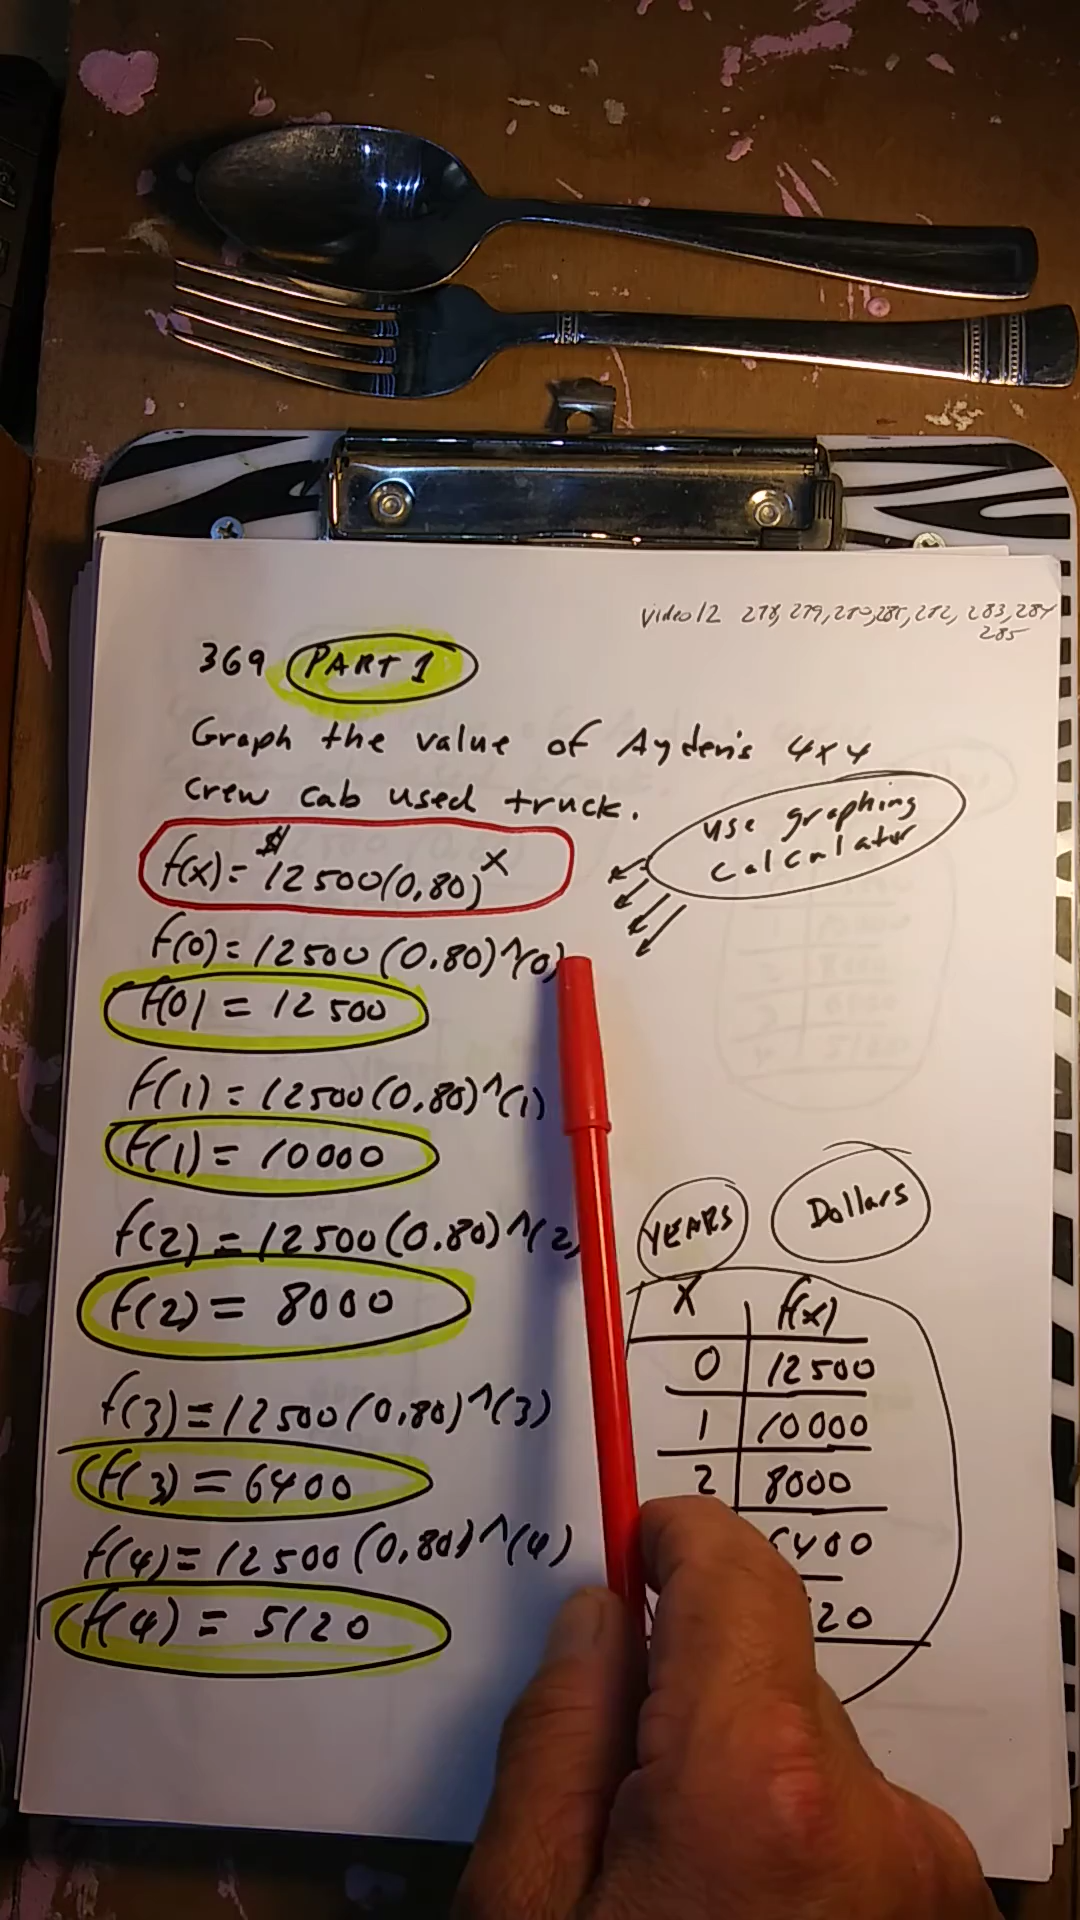 Video 12 278, 279, 280, 281, 282, 283, 284
285
369 PART 1
Graph the value of Ayden's 4x4
crew cab used truck.
use graphing
calculator
f(x) = $12500(0.80)^x
f(0) = 12500(0.80)^(0)
f(0) = 12500
f(1) = 12500(0.80)^(1)
f(1) = 10000
f(2) = 12500(0.80)^(2
f(2) = 8000
f(3) = 12500(0.80)^(3)
f(3) = 6400
f(4) = 12500(0.80)^(4)
f(4) = 5120
YEARS Dollars
X f(x)
0 12500
1 10000
2 8000
6400
120